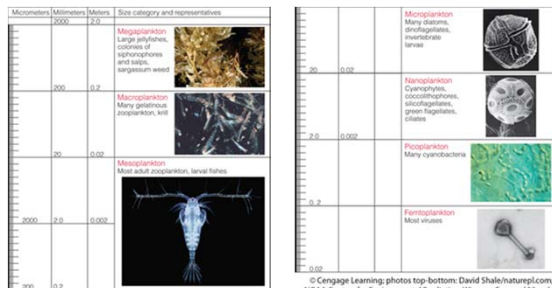 Micrometers Millimeters Meters Size category and representatives
2000 2.0
Megaplankton
Large jellyfishes,
colonies of
siphonophores
and salps,
sargassum weed
200 0.2
Macroplankton
Many gelatinous
zooplankton, krill
20 0.02
Mesoplankton
Most adult zooplankton, larval fishes
2000 2.0 0.002
200 0.2
Microplankton
Many diatoms,
dinoflagellates,
invertebrate
larvas
20 0.02
Nanoplankton
Cyanophytes,
coccolithophores,
silicoflagellates,
green flagellates,
ciliates
2.0 0.002
Picoplankton
Many cyanobacteria
0.2
Femtoplankton
Most viruses
0.02
© Cengage Learning; photos top-bottom: David Shale/naturepl.com,